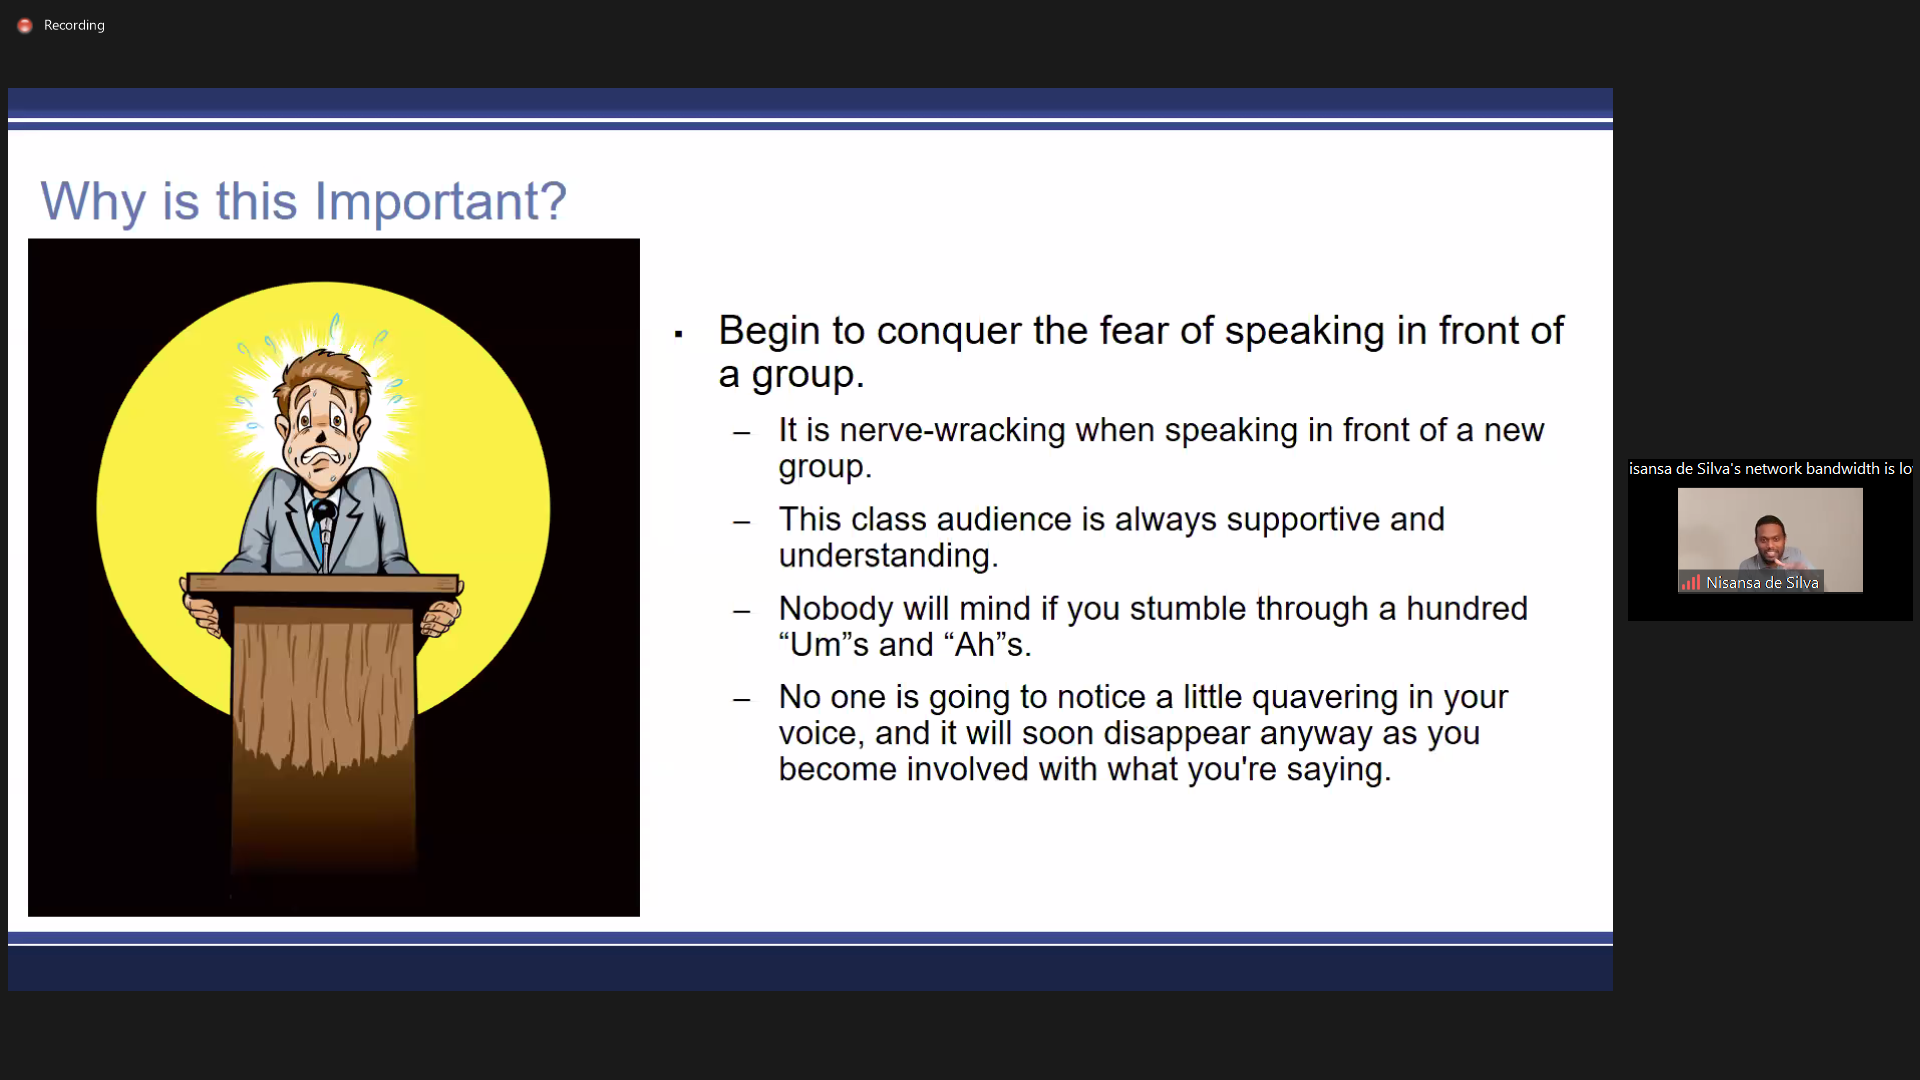 Recording
Why is this Important?
▪ Begin to conquer the fear of speaking in front of
a group.
– It is nerve-wracking when speaking in front of a new
group.
– This class audience is always supportive and
understanding.
– Nobody will mind if you stumble through a hundred
“Um”s and “Ah”s.
– No one is going to notice a little quavering in your
voice, and it will soon disappear anyway as you
become involved with what you're saying.
isansa de Silva's network bandwidth is lo
Nisansa de Silva